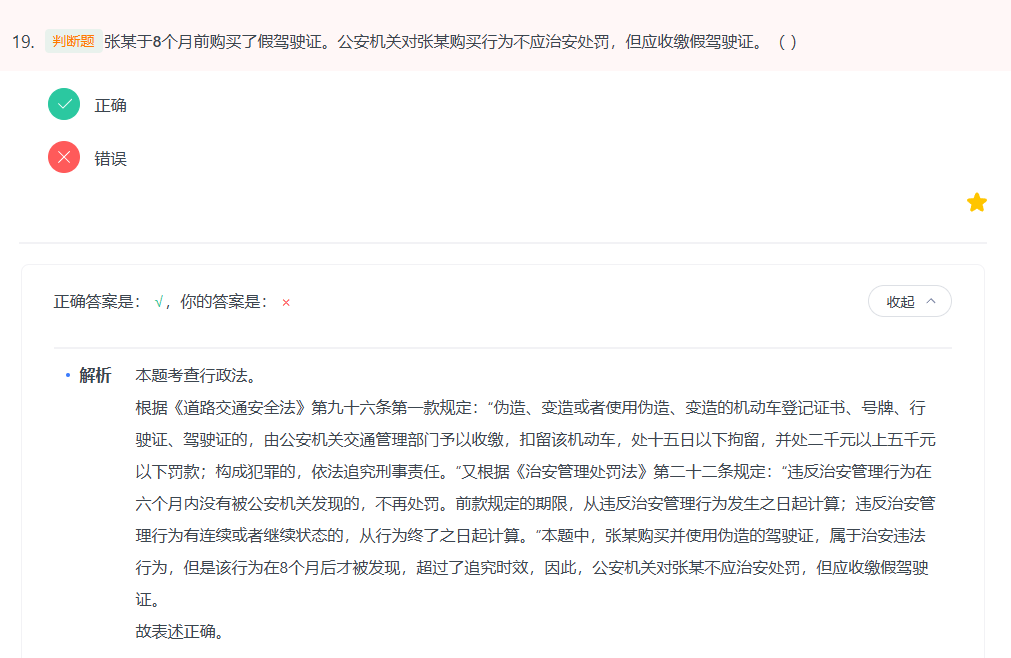 19. 判断题 张某于8个月前购买了假驾驶证。公安机关对张某购买行为不应治安处罚，但应收缴假驾驶证。（ ）
正确
错误
正确答案是： √， 你的答案是： ×
收起
解析 本题考查行政法。
根据《道路交通安全法》第九十六条第一款规定：“伪造、变造或者使用伪造、变造的机动车登记证书、号牌、行
驶证、驾驶证的，由公安机关交通管理部门予以收缴，扣留该机动车，处十五日以下拘留，并处二千元以上五千元
以下罚款；构成犯罪的，依法追究刑事责任。“又根据《治安管理处罚法》第二十二条规定：“违反治安管理行为在
六个月内没有被公安机关发现的，不再处罚。前款规定的期限，从违反治安管理行为发生之日起计算；违反治安管
理行为有连续或者继续状态的，从行为终了之日起计算。“本题中，张某购买并使用伪造的驾驶证，属于治安违法
行为，但是该行为在8个月后才被发现，超过了追究时效，因此，公安机关对张某不应治安处罚，但应收缴假驾驶
证。
故表述正确。